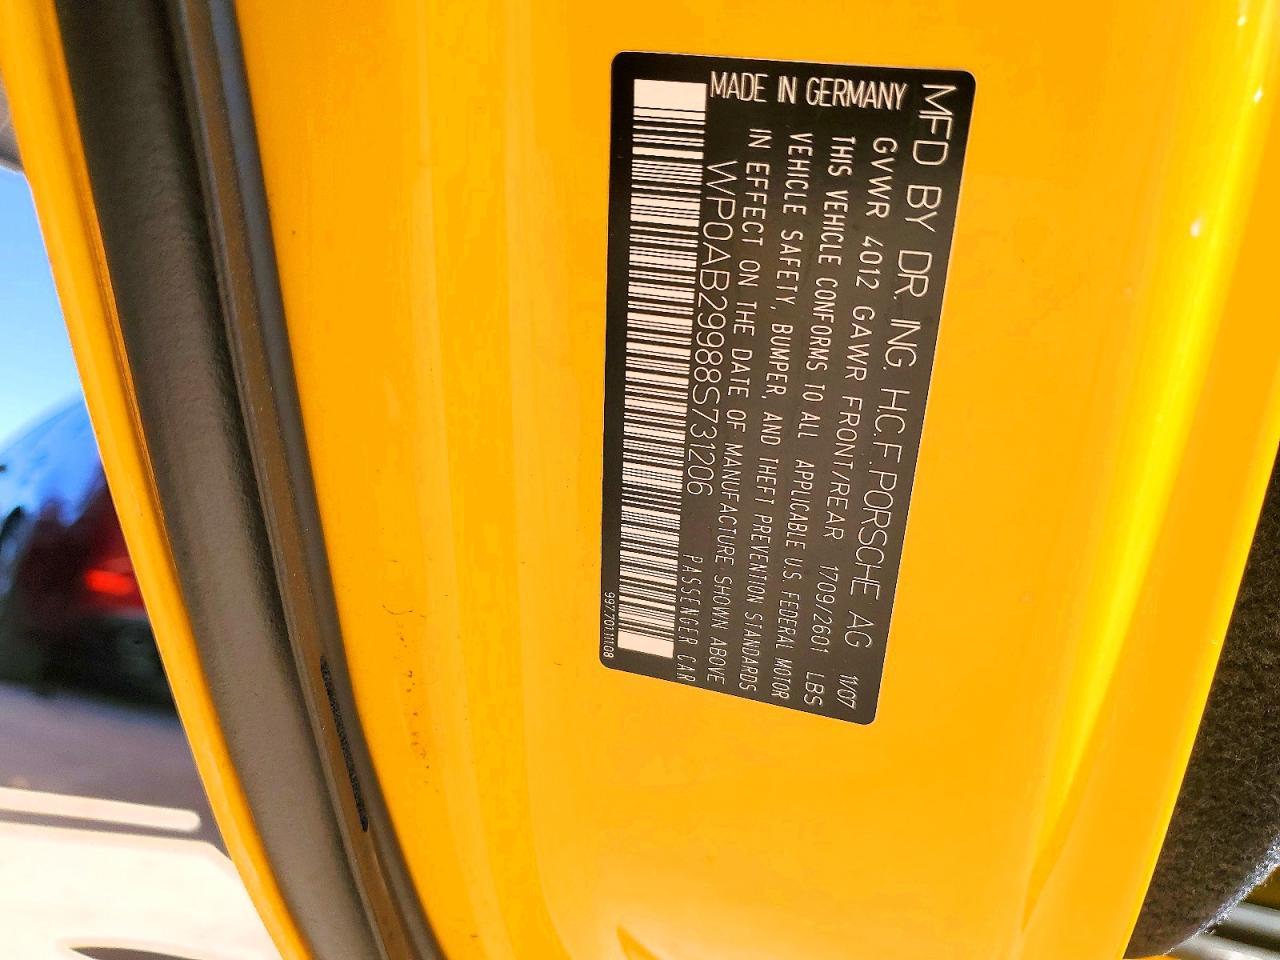 MFD BY DR. ING. H.C.F. PORSCHE AG 11/07
GVWR 4012 GAWR FRONT/REAR 1709/2601 LBS
THIS VEHICLE CONFORMS TO ALL APPLICABLE U.S. FEDERAL MOTOR
VEHICLE SAFETY, BUMPER, AND THEFT PREVENTION STANDARDS
IN EFFECT ON THE DATE OF MANUFACTURE SHOWN ABOVE
WP0AB29988S731206 PASSENGER CAR
MADE IN GERMANY
997.701.111.08